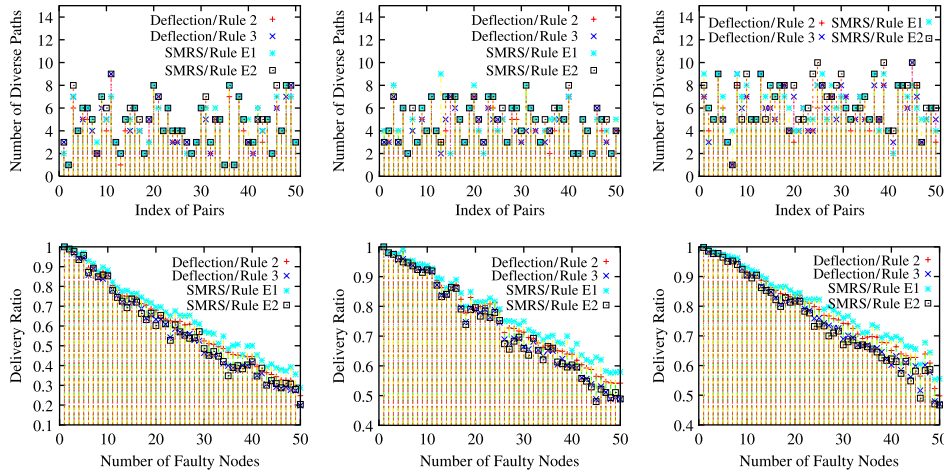 Number of Diverse Paths
14
12
10
8
6
4
2
0
Deflection/Rule 2
Deflection/Rule 3
SMRS/Rule E1
SMRS/Rule E2
0 10 20 30 40 50
Index of Pairs
Number of Diverse Paths
14
12
10
8
6
4
2
0
Deflection/Rule 2
Deflection/Rule 3
SMRS/Rule E1
SMRS/Rule E2
0 10 20 30 40 50
Index of Pairs
Number of Diverse Paths
14
12
10
8
6
4
2
0
Deflection/Rule 2 SMRS/Rule E1
Deflection/Rule 3 SMRS/Rule E2
0 10 20 30 40 50
Index of Pairs
Delivery Ratio
1
0.9
0.8
0.7
0.6
0.5
0.4
0.3
0.2
0.1
Deflection/Rule 2
Deflection/Rule 3
SMRS/Rule E1
SMRS/Rule E2
0 10 20 30 40 50
Number of Faulty Nodes
Delivery Ratio
1
0.9
0.8
0.7
0.6
0.5
0.4
Deflection/Rule 2
Deflection/Rule 3
SMRS/Rule E1
SMRS/Rule E2
0 10 20 30 40 50
Number of Faulty Nodes
Delivery Ratio
1
0.9
0.8
0.7
0.6
0.5
0.4
Deflection/Rule 2
Deflection/Rule 3
SMRS/Rule E1
SMRS/Rule E2
0 10 20 30 40 50
Number of Faulty Nodes